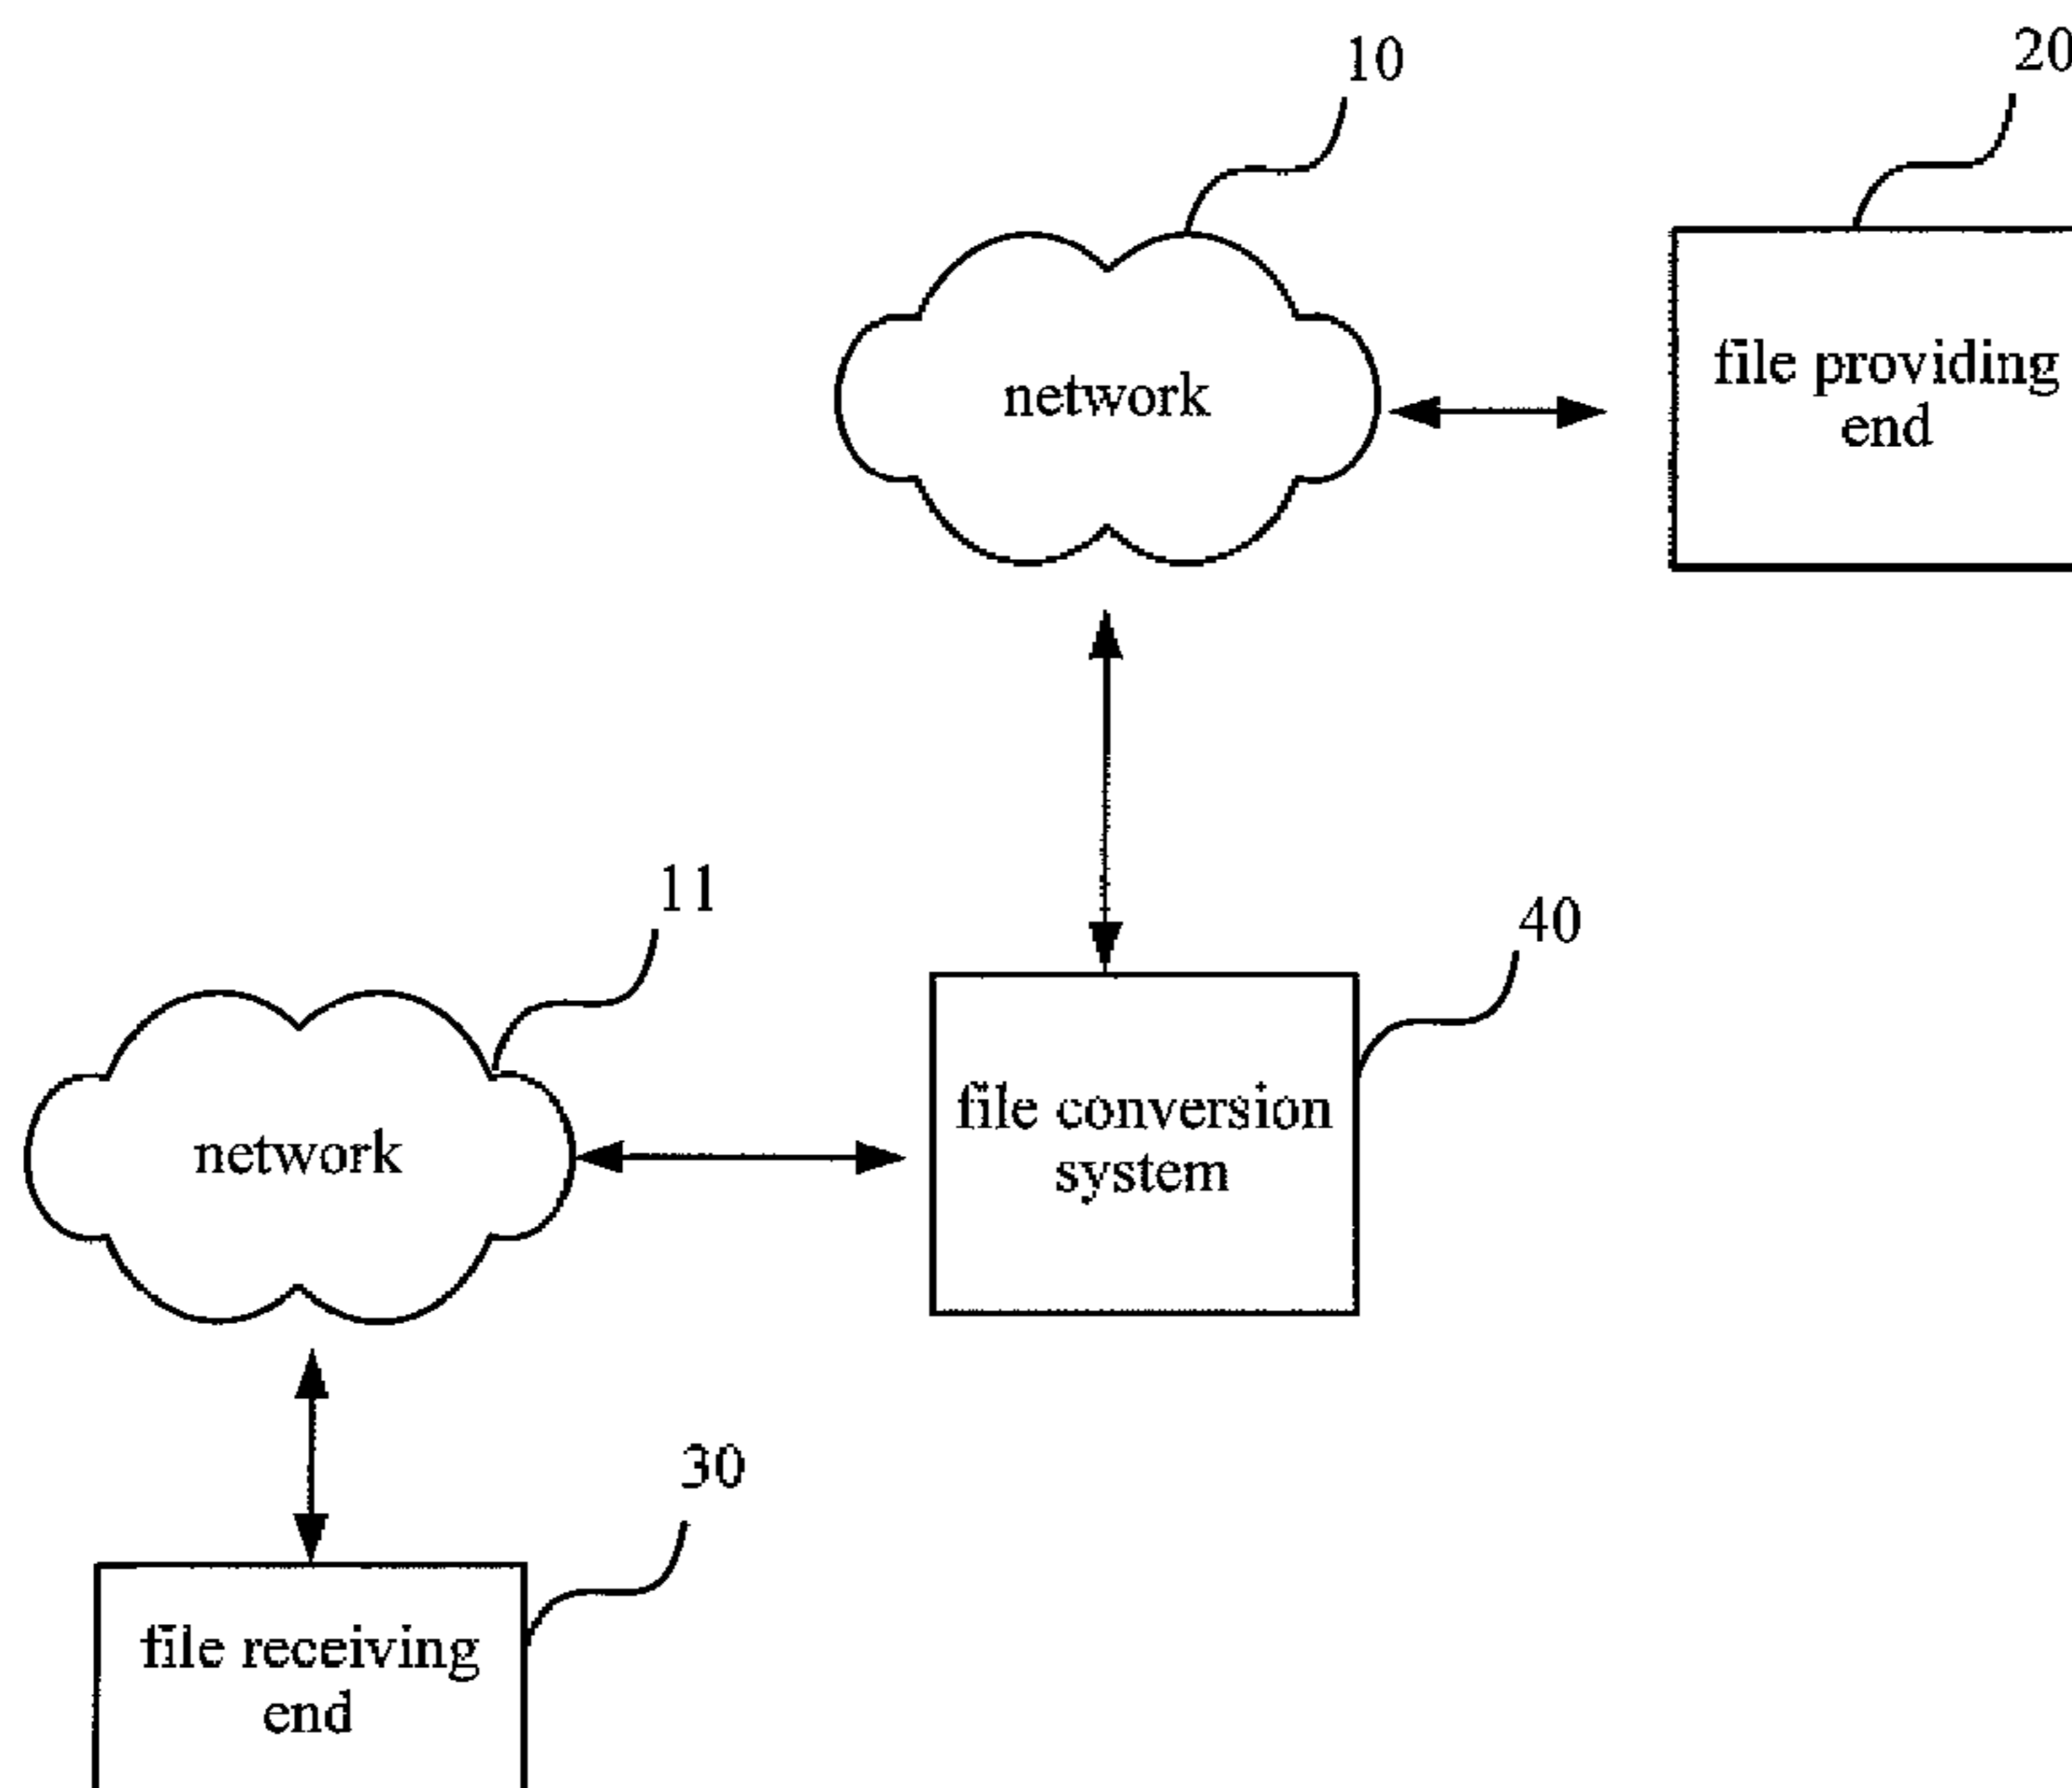 10
20
network
file providing
end
11
40
network
file conversion
system
30
file receiving
end